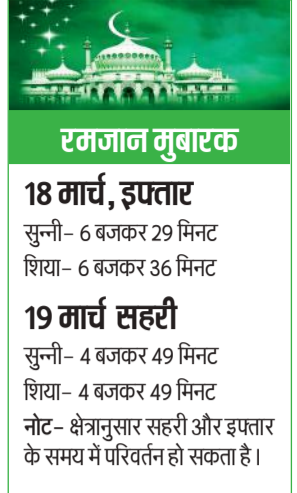 रमजान मुबारक
18 मार्च, इफ्तार
सुन्नी- 6 बजकर 29 मिनट
शिया- 6 बजकर 36 मिनट
19 मार्च सहरी
सुन्नी- 4 बजकर 49 मिनट
शिया- 4 बजकर 49 मिनट
नोट- क्षेत्रानुसार सहरी और इफ्तार
के समय में परिवर्तन हो सकता है।